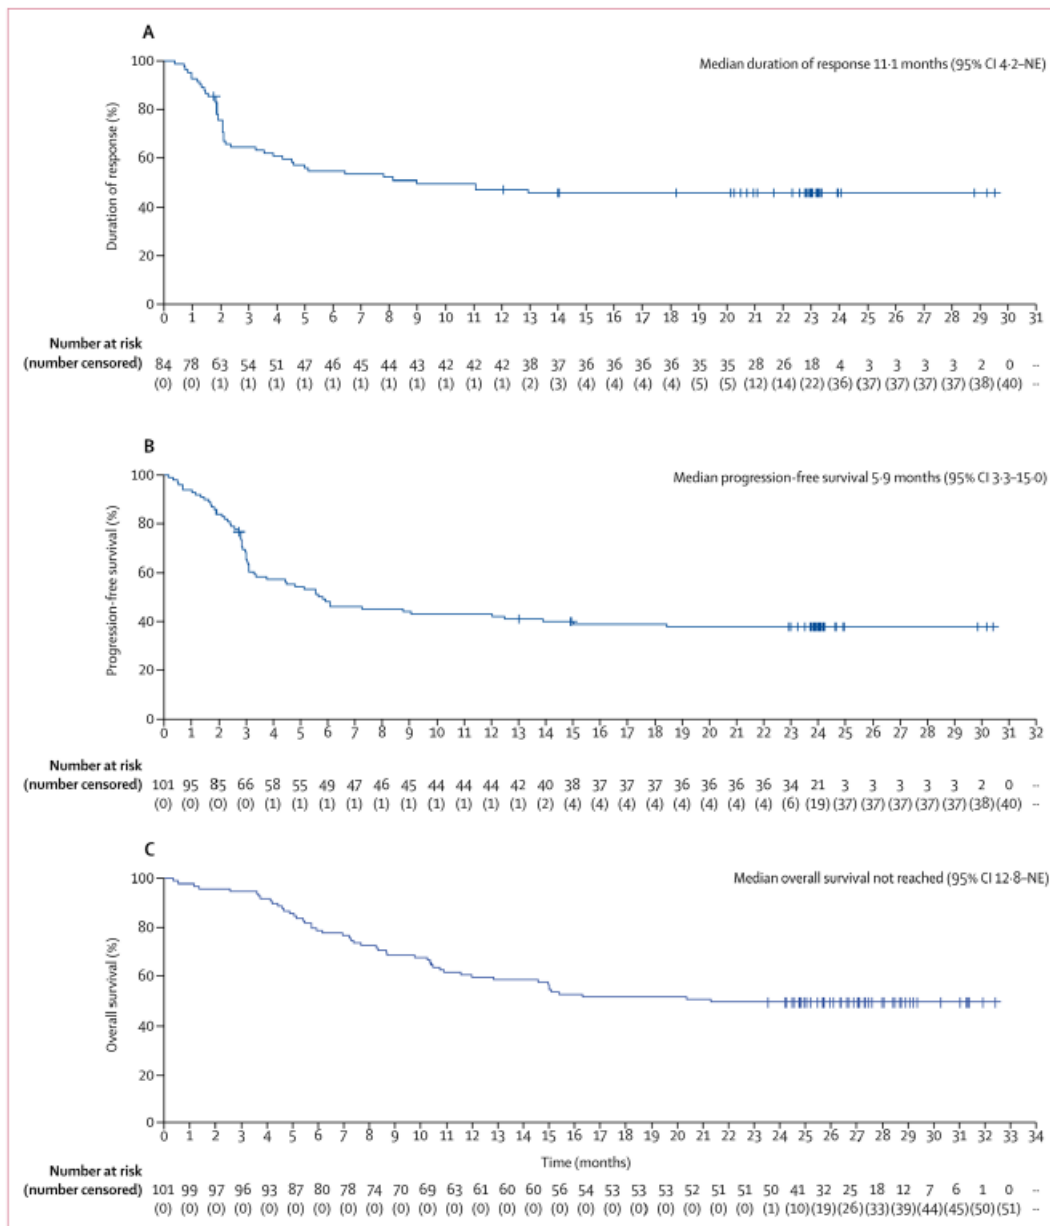 A
Median duration of response 11·1 months (95% CI 4·2–NE)
Duration of response (%)
100
80
60
40
20
0
0 1 2 3 4 5 6 7 8 9 10 11 12 13 14 15 16 17 18 19 20 21 22 23 24 25 26 27 28 29 30 31
Number at risk
(number censored)
84 78 63 54 51 47 46 45 44 43 42 42 42 38 37 36 36 36 36 35 35 28 26 18 4 3 3 3 3 2 0 ··
(0) (0) (1) (1) (1) (1) (1) (1) (1) (1) (1) (1) (1) (2) (3) (4) (4) (4) (4) (5) (5) (12) (14) (22) (36) (37) (37) (37) (37) (38) (40) ··
B
Median progression-free survival 5·9 months (95% CI 3·3–15·0)
Progression-free survival (%)
100
80
60
40
20
0
0 1 2 3 4 5 6 7 8 9 10 11 12 13 14 15 16 17 18 19 20 21 22 23 24 25 26 27 28 29 30 31 32
Number at risk
(number censored)
101 95 85 66 58 55 49 47 46 45 44 44 44 42 40 38 37 37 37 36 36 36 36 34 21 3 3 3 3 3 2 0 ··
(0) (0) (0) (0) (1) (1) (1) (1) (1) (1) (1) (1) (1) (1) (2) (4) (4) (4) (4) (4) (4) (4) (4) (6) (19) (37) (37) (37) (37) (37) (38) (40) ··
C
Median overall survival not reached (95% CI 12·8–NE)
Overall survival (%)
100
80
60
40
20
0
0 1 2 3 4 5 6 7 8 9 10 11 12 13 14 15 16 17 18 19 20 21 22 23 24 25 26 27 28 29 30 31 32 33 34
Time (months)
Number at risk
(number censored)
101 99 97 96 93 87 80 78 74 70 69 63 61 60 60 56 54 53 53 53 52 51 51 50 41 32 25 18 12 7 6 1 0 ··
(0) (0) (0) (0) (0) (0) (0) (0) (0) (0) (0) (0) (0) (0) (0) (0) (0) (0) (0) (0) (0) (0) (0) (1) (10) (19) (26) (33) (39) (44) (45) (50) (51) ··